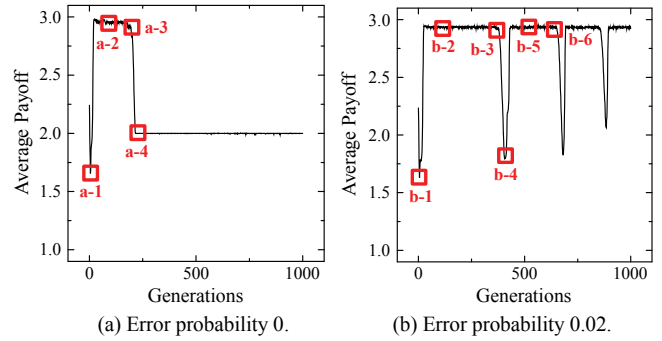 3.0
2.5
2.0
1.5
1.0
Average Payoff
a-1
a-2
a-3
a-4
0
500
1000
Generations
(a) Error probability 0.
3.0
2.5
2.0
1.5
1.0
Average Payoff
b-1
b-2
b-3
b-4
b-5
b-6
0
500
1000
Generations
(b) Error probability 0.02.